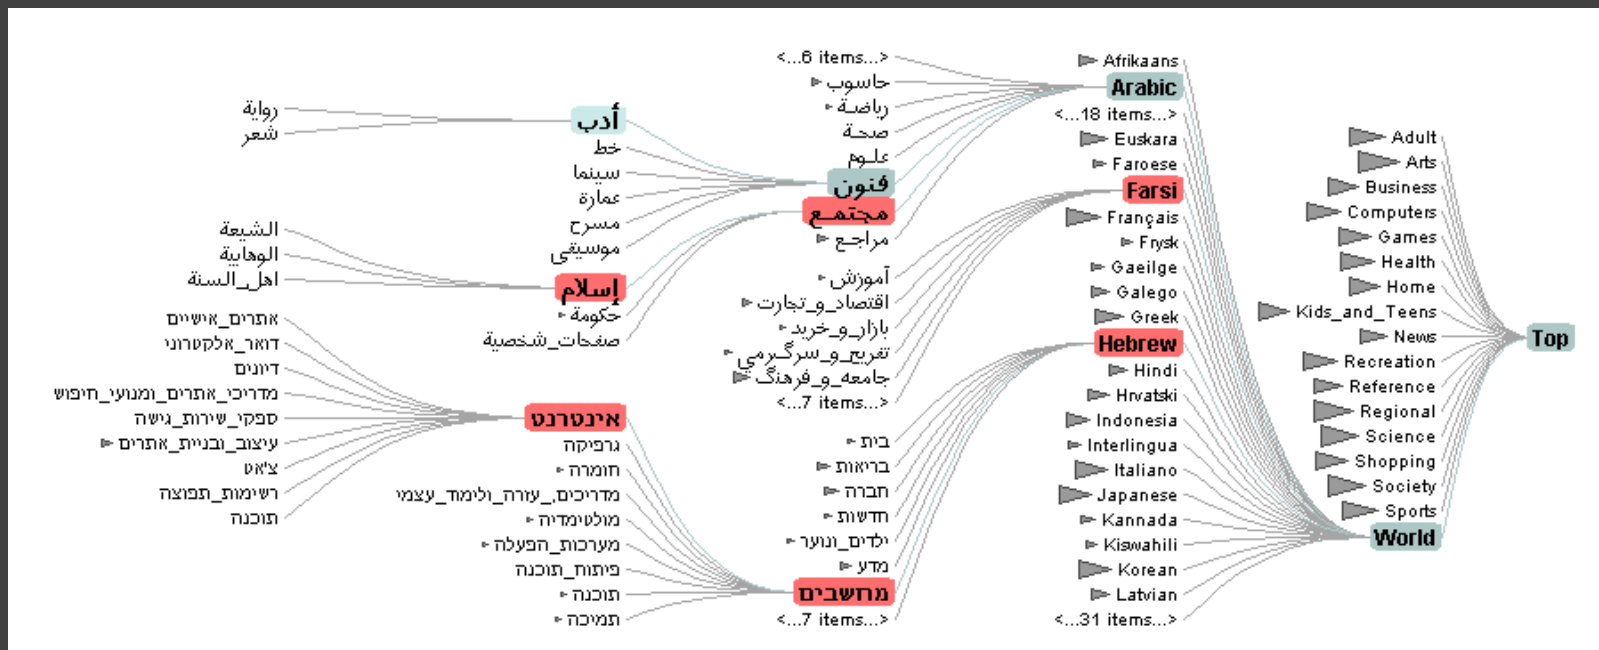 Top
Adult
Arts
Business
Computers
Games
Health
Home
Kids_and_Teens
News
Recreation
Reference
Regional
Science
Shopping
Society
Sports
World
Afrikaans
Arabic
<...18 items...>
Euskara
Faroese
Farsi
Français
Frysk
Gaeilge
Galego
Greek
Hebrew
Hindi
Hrvatski
Indonesia
Interlingua
Italiano
Japanese
Kannada
Kiswahili
Korean
Latvian
<...31 items...>
<...6 items...>
حاسوب
رياضة
صحة
علوم
فنون
مجتمع
مراجع
آموزش
اقتصاد_و_تجارت
بازار_و_خريد
تفريح_و_سرگرمي
جامعه_و_فرهنگ
<...7 items...>
בית
בריאות
חברה
חדשות
ילדים_ונוער
מדע
מחשבים
<...7 items...>
أدب
خط
سينما
عمارة
مسرح
موسيقى
إسلام
حكومة
صفحات_شخصية
אינטרנט
גרפיקה
חומרה
מדריכים,_עזרה_ולימוד_עצמי
מולטימדיה
מערכות_הפעלה
פיתוח_תוכנה
תוכנה
תמיכה
رواية
شعر
الشيعة
الوهابية
اهل_السنة
אתרים_אישיים
דואר_אלקטרוני
דיונים
מדריכי_אתרים_ומנועי_חיפוש
ספקי_שירות_גישה
עיצוב_ובניית_אתרים
צ'אט
רשימות_תפוצה
תוכנה